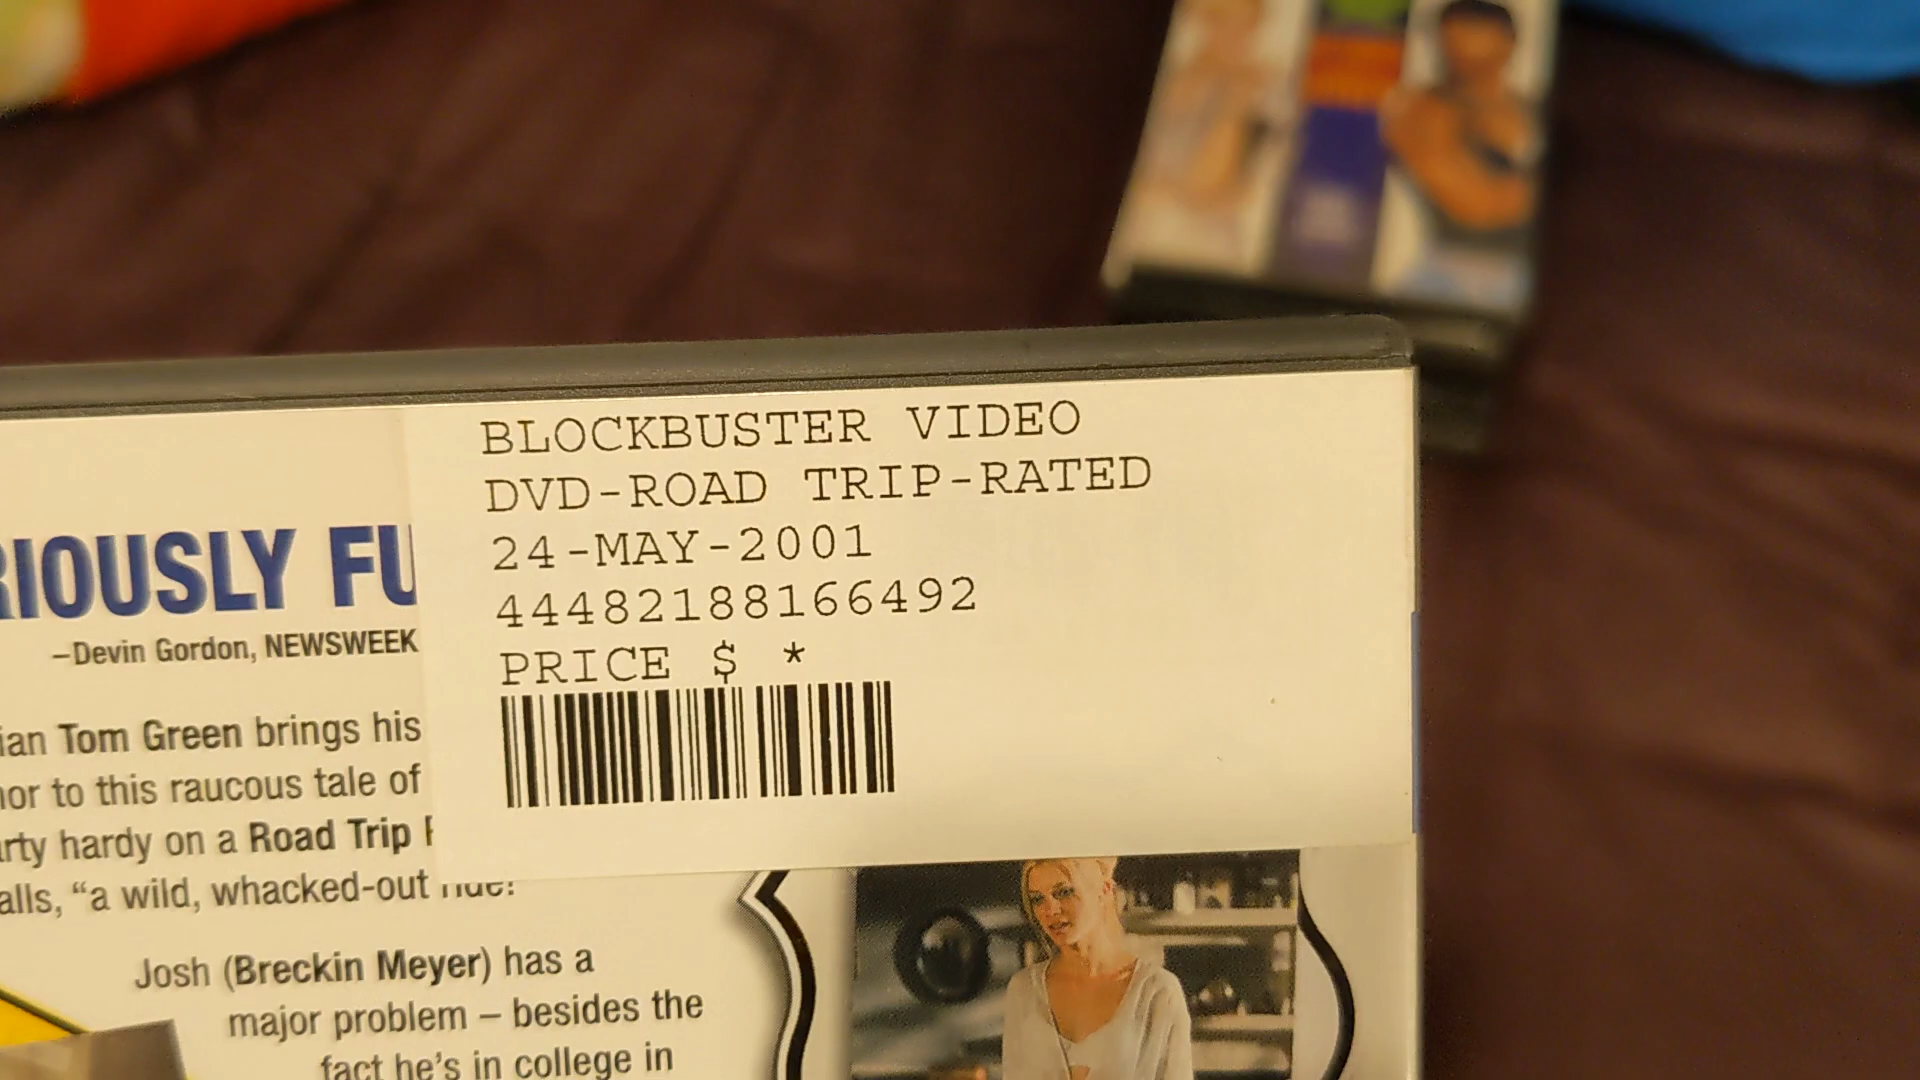 BLOCKBUSTER VIDEO
DVD-ROAD TRIP-RATED
24-MAY-2001
44482188166492
PRICE $ *
RIOUSLY FU
–Devin Gordon, NEWSWEEK
ian Tom Green brings his
nor to this raucous tale of
arty hardy on a Road Trip
alls, “a wild, whacked-out
Josh (Breckin Meyer) has a
major problem – besides the
fact he's in college in